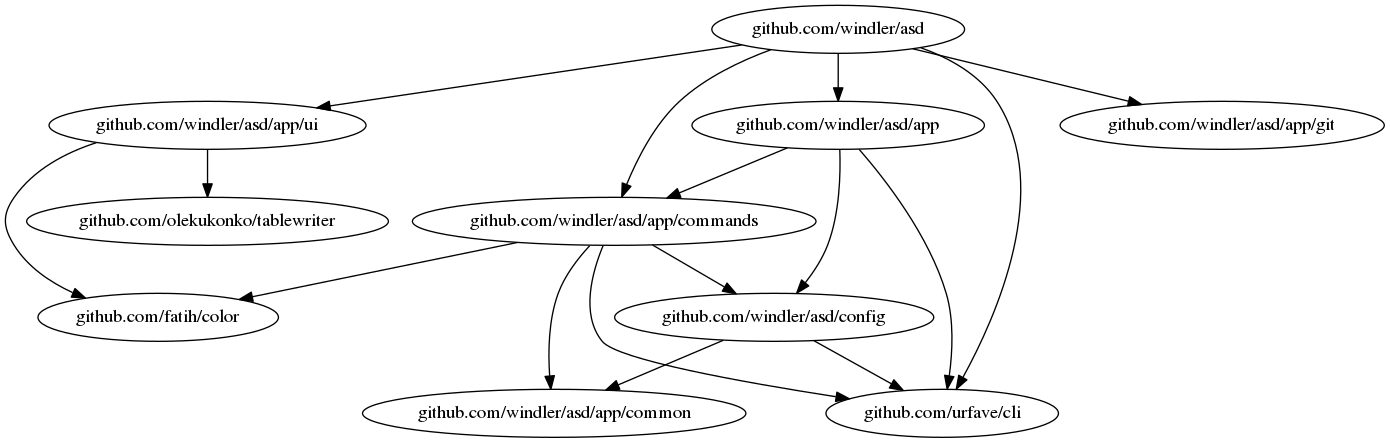 github.com/windler/asd
github.com/windler/asd/app/ui
github.com/windler/asd/app
github.com/windler/asd/app/git
github.com/olekukonko/tablewriter
github.com/windler/asd/app/commands
github.com/fatih/color
github.com/windler/asd/config
github.com/windler/asd/app/common
github.com/urfave/cli